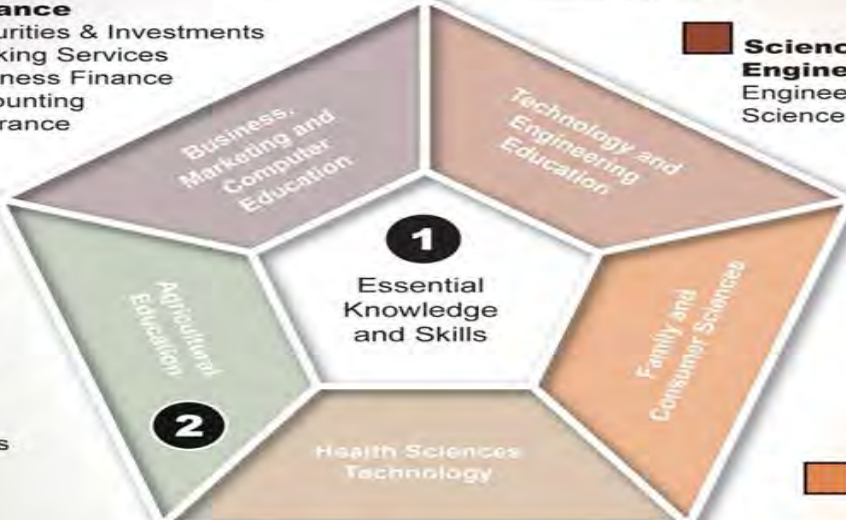 ance
urities & Investments
king Services
ness Finance
ounting
rance
Scienc
Engine
Enginee
Science
Business,
Marketing and
Computer
Education
Technology and
Engineering
Education
1
Essential
Knowledge
and Skills
Agricultural
Education
2
Family and
Consumer Sciences
s
Health Sciences
Technology